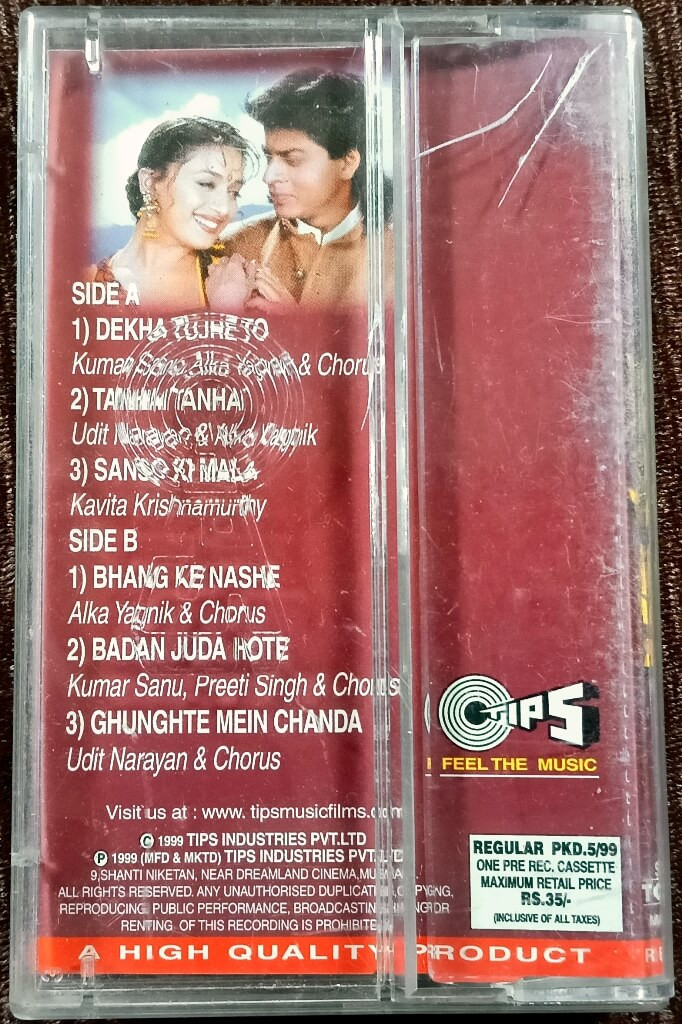 SIDE A
1) DEKHA TUJHE TO
Kumar Sanu, Alka Yagnik & Chorus
2) TANHAI TANHAI
Udit Narayan & Alka Yagnik
3) SANSO KI MALA
Kavita Krishnamurthy
SIDE B
1) BHANG KE NASHE
Alka Yagnik & Chorus
2) BADAN JUDA HOTE
Kumar Sanu, Preeti Singh & Chorus
3) GHUNGHTE MEIN CHANDA
Udit Narayan & Chorus
TIPS
FEEL THE MUSIC
Visit us at : www. tipsmusicfilms.com
© 1999 TIPS INDUSTRIES PVT.LTD
℗ 1999 (MFD & MKTD) TIPS INDUSTRIES PVT. LTD
9,SHANTI NIKETAN, NEAR DREAMLAND CINEMA,
ALL RIGHTS RESERVED. ANY UNAUTHORISED DUPLICATING, COPYING,
REPRODUCING, PUBLIC PERFORMANCE, BROADCASTING, HIRING OR
RENTING OF THIS RECORDING IS PROHIBITED
REGULAR PKD.5/99
ONE PRE REC. CASSETTE
MAXIMUM RETAIL PRICE
RS.35/-
(INCLUSIVE OF ALL TAXES)
A HIGH QUALITY PRODUCT